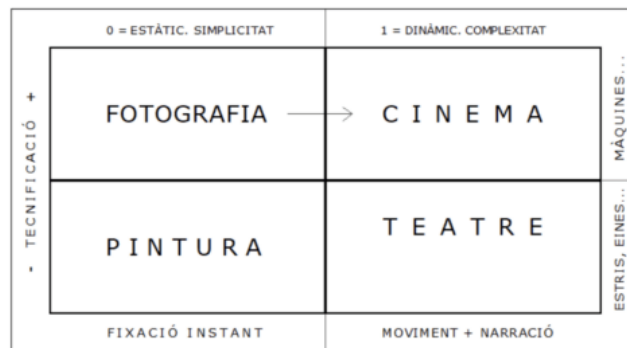 0 = ESTÀTIC. SIMPLICITAT
1 = DINÀMIC. COMPLEXITAT
- TECNIFICACIÓ +
FOTOGRAFIA
CINEMA
MÀQUINES...
PINTURA
TEATRE
ESTRIS, EINES...
FIXACIÓ INSTANT
MOVIMENT + NARRACIÓ